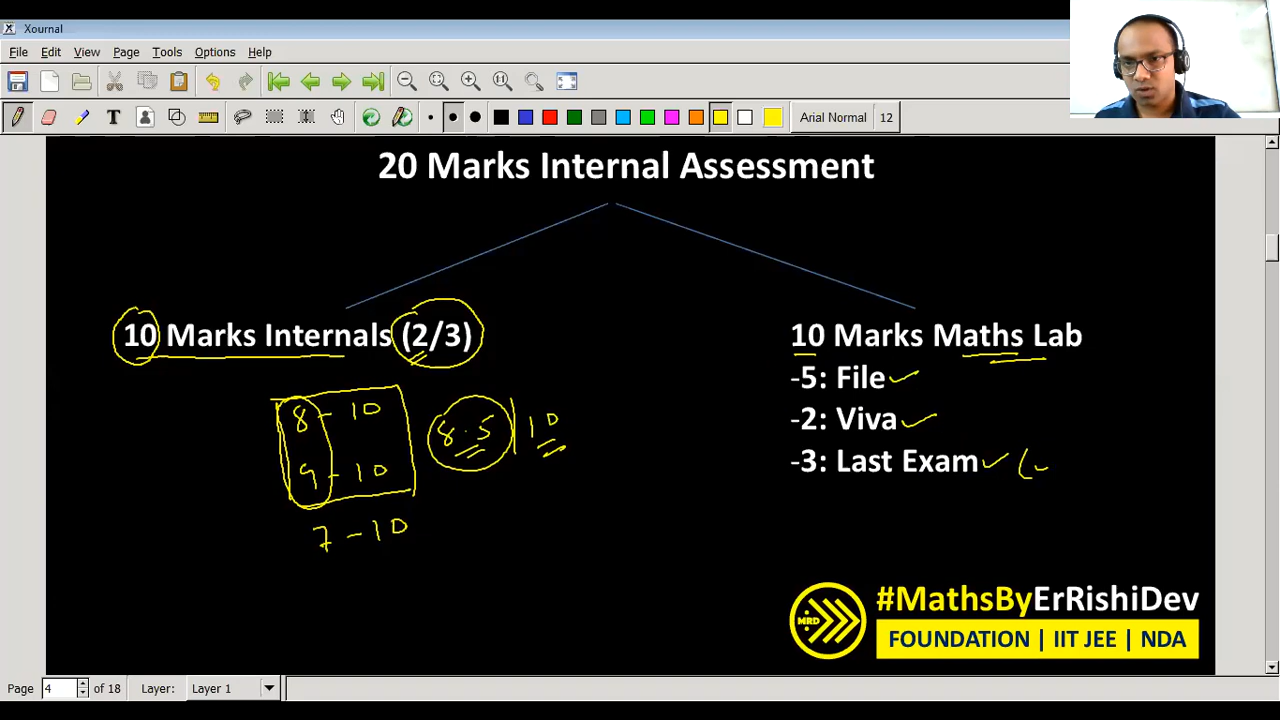 Xournal
File Edit View Page Tools Options Help
Arial Normal 12
20 Marks Internal Assessment
10 Marks Internals (2/3)
8 - 10
9 - 10
8.5 | 10
7 - 10
10 Marks Maths Lab
-5: File
-2: Viva
-3: Last Exam
MRD
#MathsByErRishiDev
FOUNDATION | IIT JEE | NDA
Page 4 of 18 Layer: Layer 1